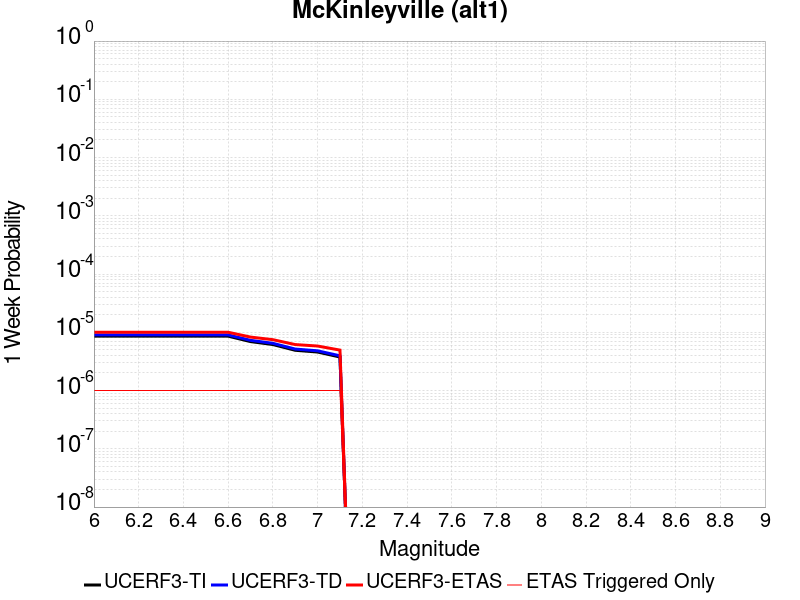 McKinleyville (alt1)
10^0
10^-1
10^-2
10^-3
10^-4
10^-5
10^-6
10^-7
10^-8
1 Week Probability
6 6.2 6.4 6.6 6.8 7 7.2 7.4 7.6 7.8 8 8.2 8.4 8.6 8.8 9
Magnitude
UCERF3-TI UCERF3-TD UCERF3-ETAS ETAS Triggered Only